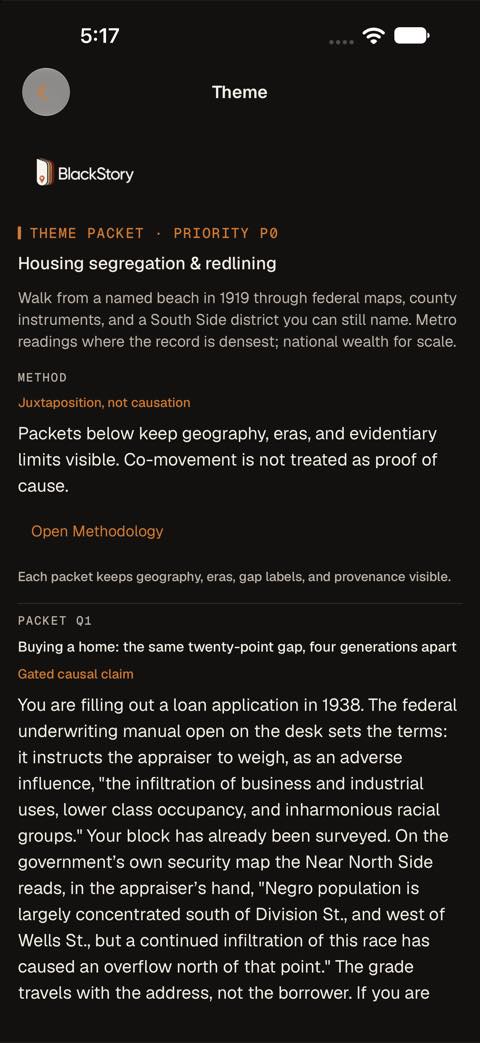 5:17
Theme
BlackStory
THEME PACKET · PRIORITY P0
Housing segregation & redlining
Walk from a named beach in 1919 through federal maps, county
instruments, and a South Side district you can still name. Metro
readings where the record is densest; national wealth for scale.
METHOD
Juxtaposition, not causation
Packets below keep geography, eras, and evidentiary
limits visible. Co-movement is not treated as proof of
cause.
Open Methodology
Each packet keeps geography, eras, gap labels, and provenance visible.
PACKET Q1
Buying a home: the same twenty-point gap, four generations apart
Gated causal claim
You are filling out a loan application in 1938. The federal
underwriting manual open on the desk sets the terms:
it instructs the appraiser to weigh, as an adverse
influence, "the infiltration of business and industrial
uses, lower class occupancy, and inharmonious racial
groups." Your block has already been surveyed. On the
government's own security map the Near North Side
reads, in the appraiser's hand, "Negro population is
largely concentrated south of Division St., and west of
Wells St., but a continued infiltration of this race has
caused an overflow north of that point." The grade
travels with the address, not the borrower. If you are